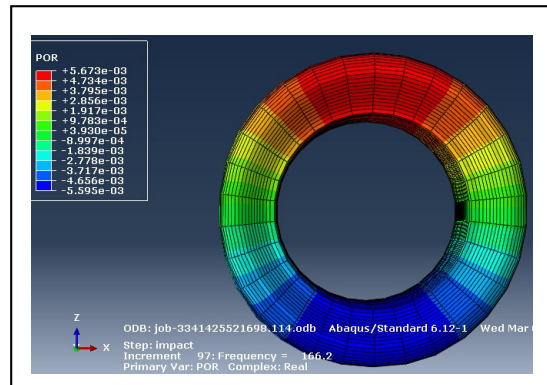 POR
+5.673e-03
+4.734e-03
+3.795e-03
+2.856e-03
+1.917e-03
+9.783e-04
+3.930e-05
-8.997e-04
-1.839e-03
-2.778e-03
-3.717e-03
-4.656e-03
-5.595e-03
Z
X
ODB: job-3341425521698.114.odb Abaqus/Standard 6.12-1 Wed Mar
Step: impact
Increment 97: Frequency = 166.2
Primary Var: POR Complex: Real